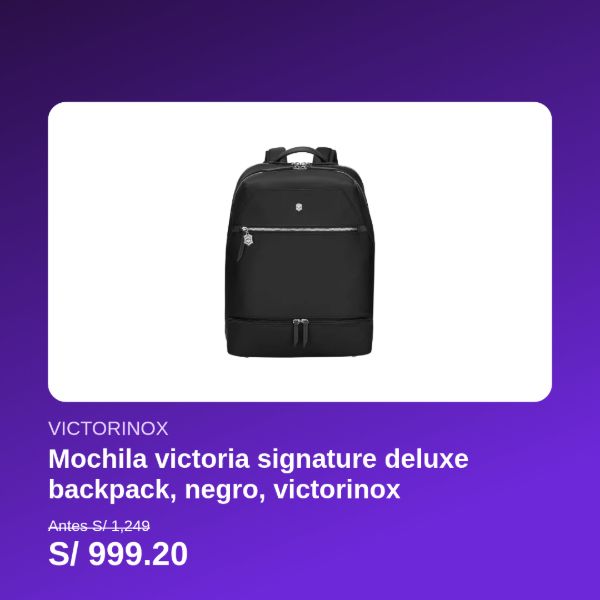 VICTORINOX
Mochila victoria signature deluxe
backpack, negro, victorinox
Antes S/ 1,249
S/ 999.20